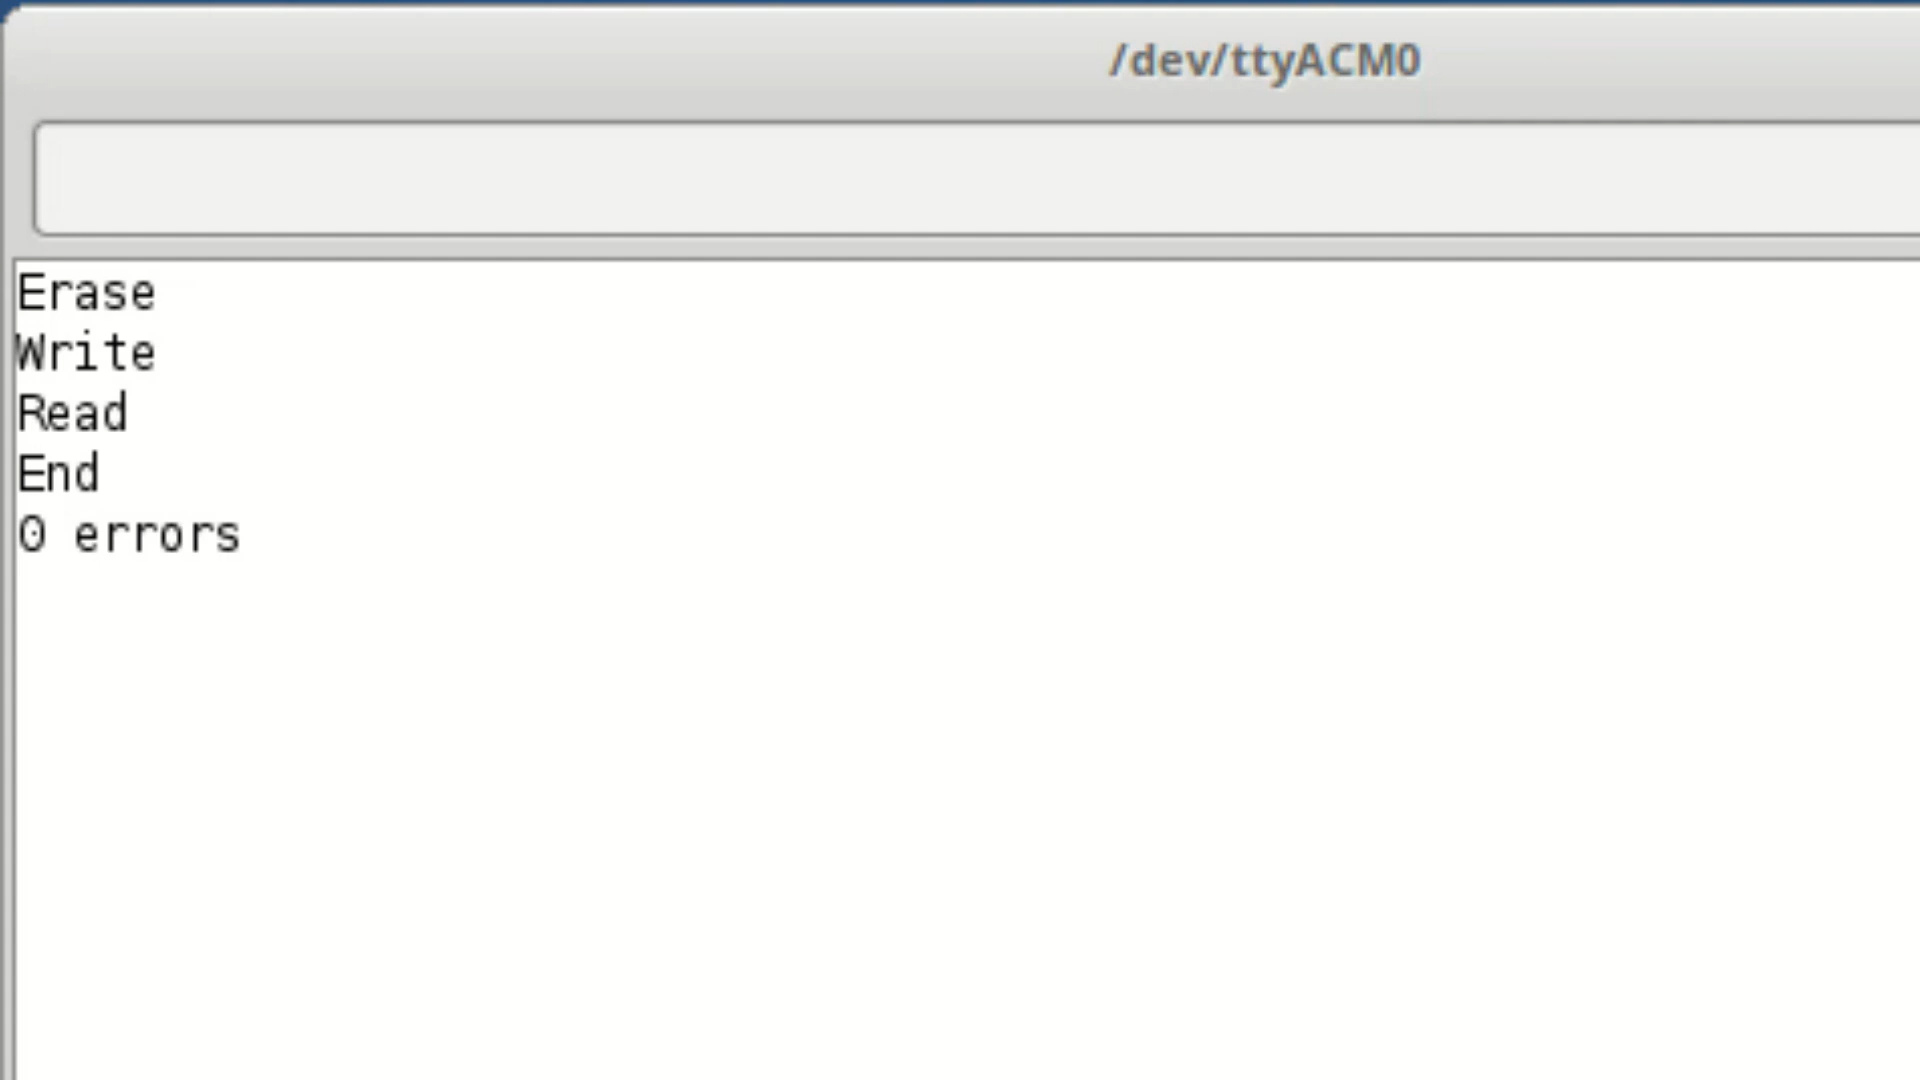 /dev/ttyACM0
Erase
Write
Read
End
0 errors